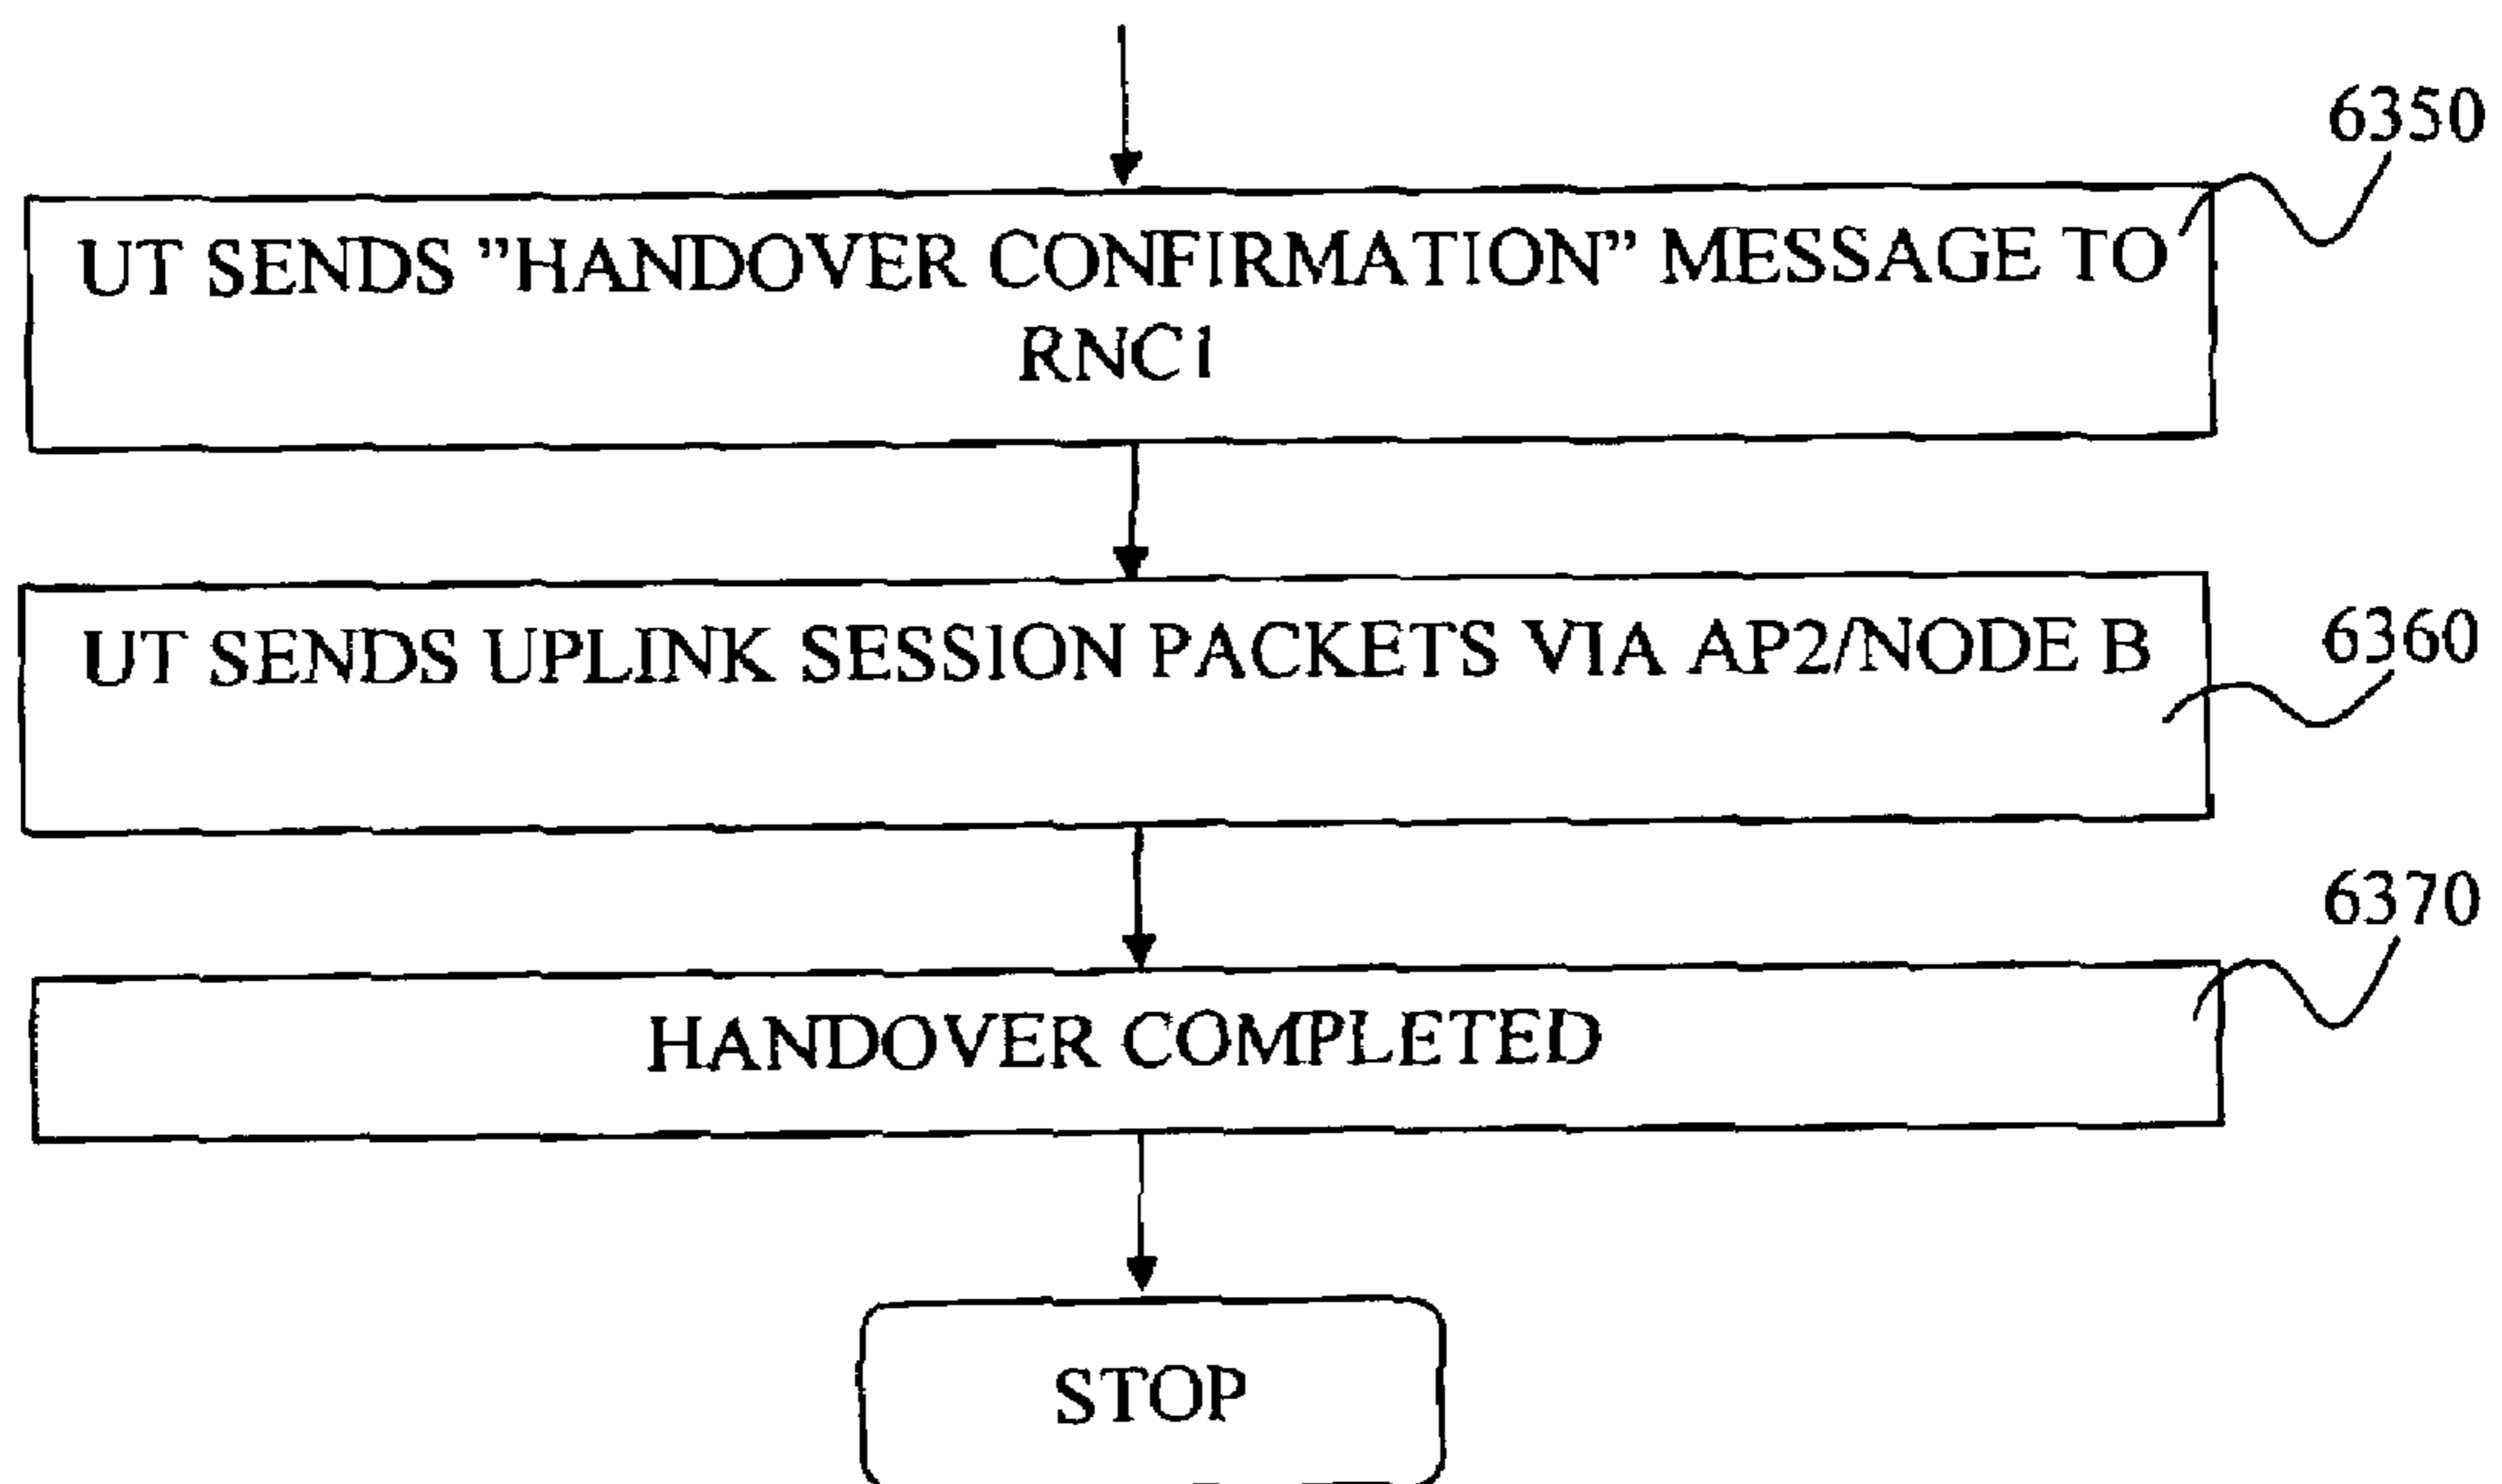 6350
UT SENDS ”HANDOVER CONFIRMATION” MESSAGE TO
RNC1
UT SENDS UPLINK SESSION PACKETS VIA AP2/NODE B
6360
6370
HANDOVER COMPLETED
STOP